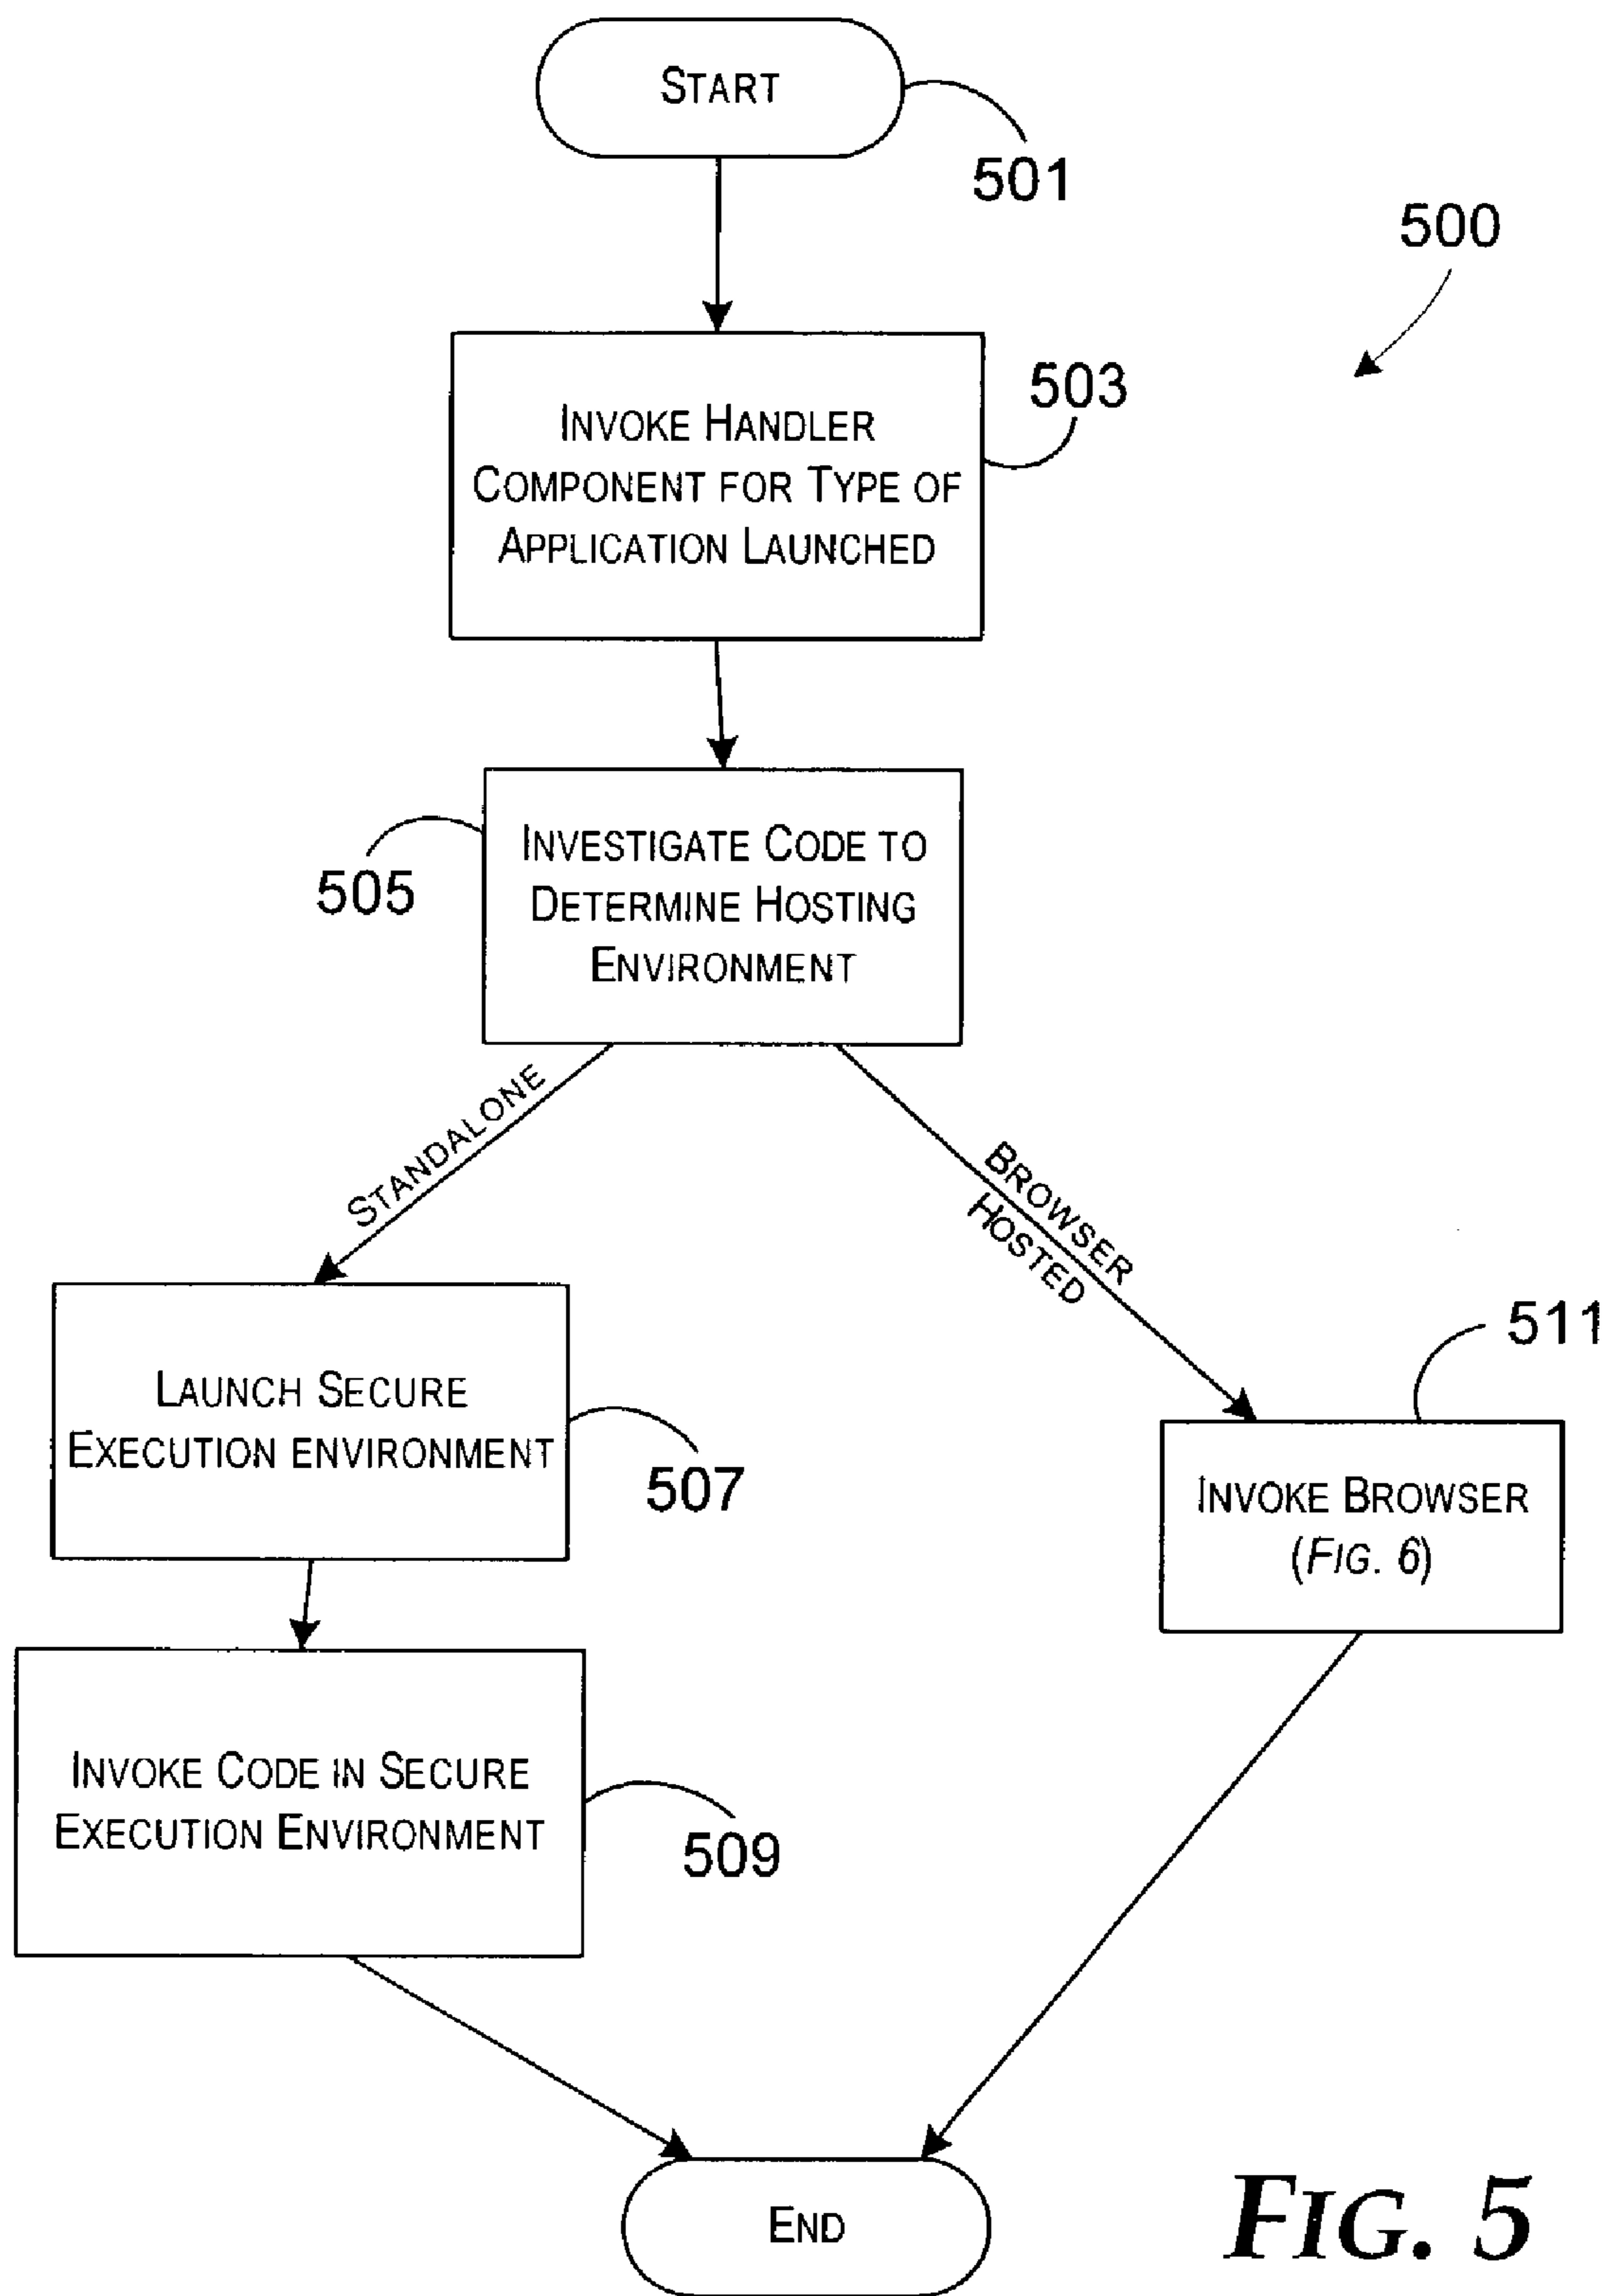 START
501
500
INVOKE HANDLER
COMPONENT FOR TYPE OF
APPLICATION LAUNCHED
503
INVESTIGATE CODE TO
DETERMINE HOSTING
ENVIRONMENT
505
STANDALONE
BROWSER
HOSTED
LAUNCH SECURE
EXECUTION ENVIRONMENT
507
511
INVOKE BROWSER
(FIG. 6)
INVOKE CODE IN SECURE
EXECUTION ENVIRONMENT
509
END
FIG. 5